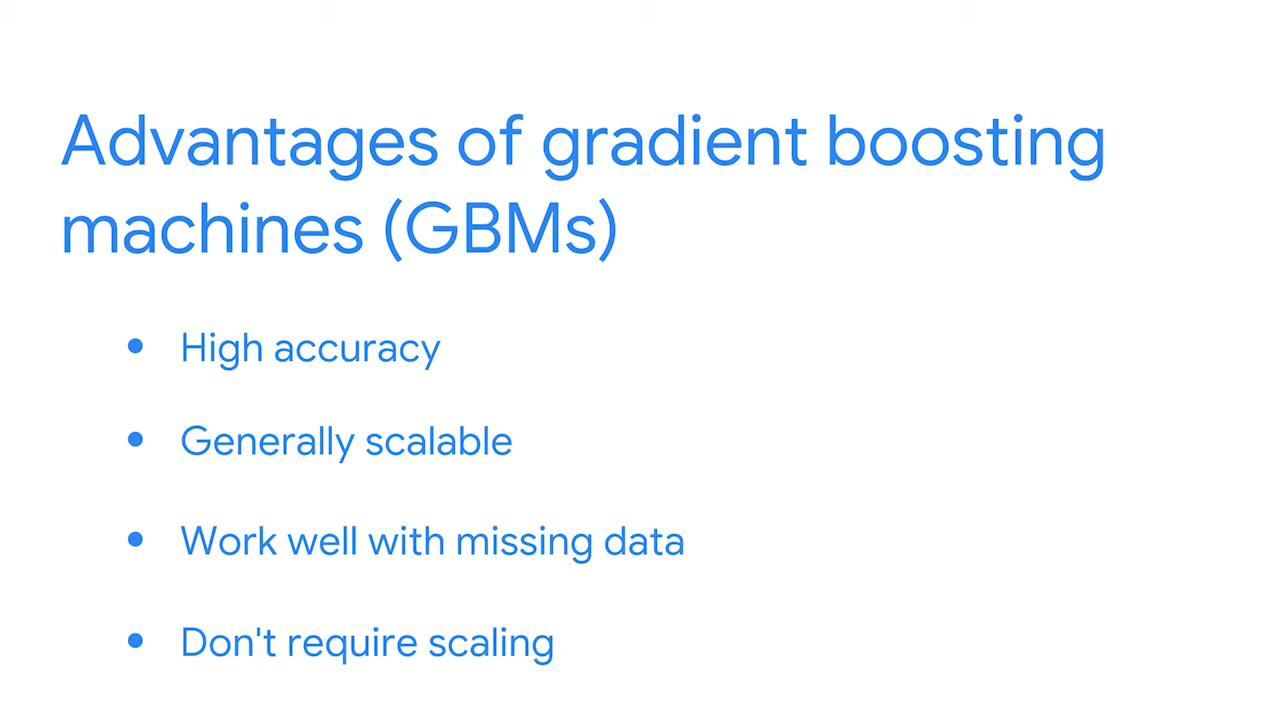 Advantages of gradient boosting
machines (GBMs)
• High accuracy
• Generally scalable
• Work well with missing data
• Don't require scaling